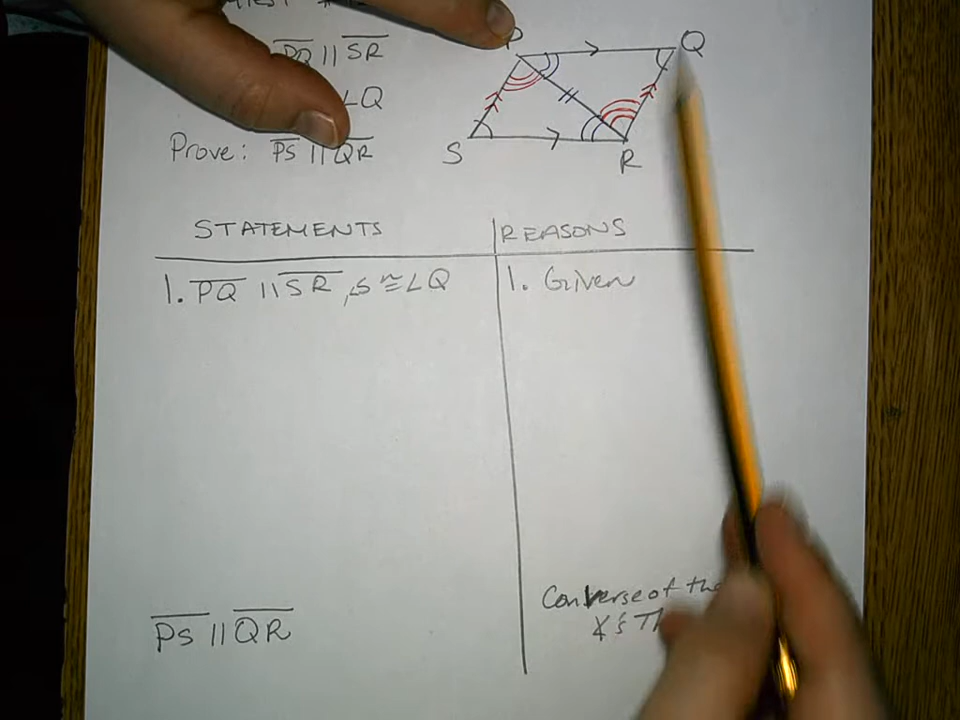 P Q
PQ || SR
∠Q
Prove: PS || QR
S R
STATEMENTS REASONS
1. PQ || SR, ∠S ≅ ∠Q 1. Given
Converse of the
PS || QR